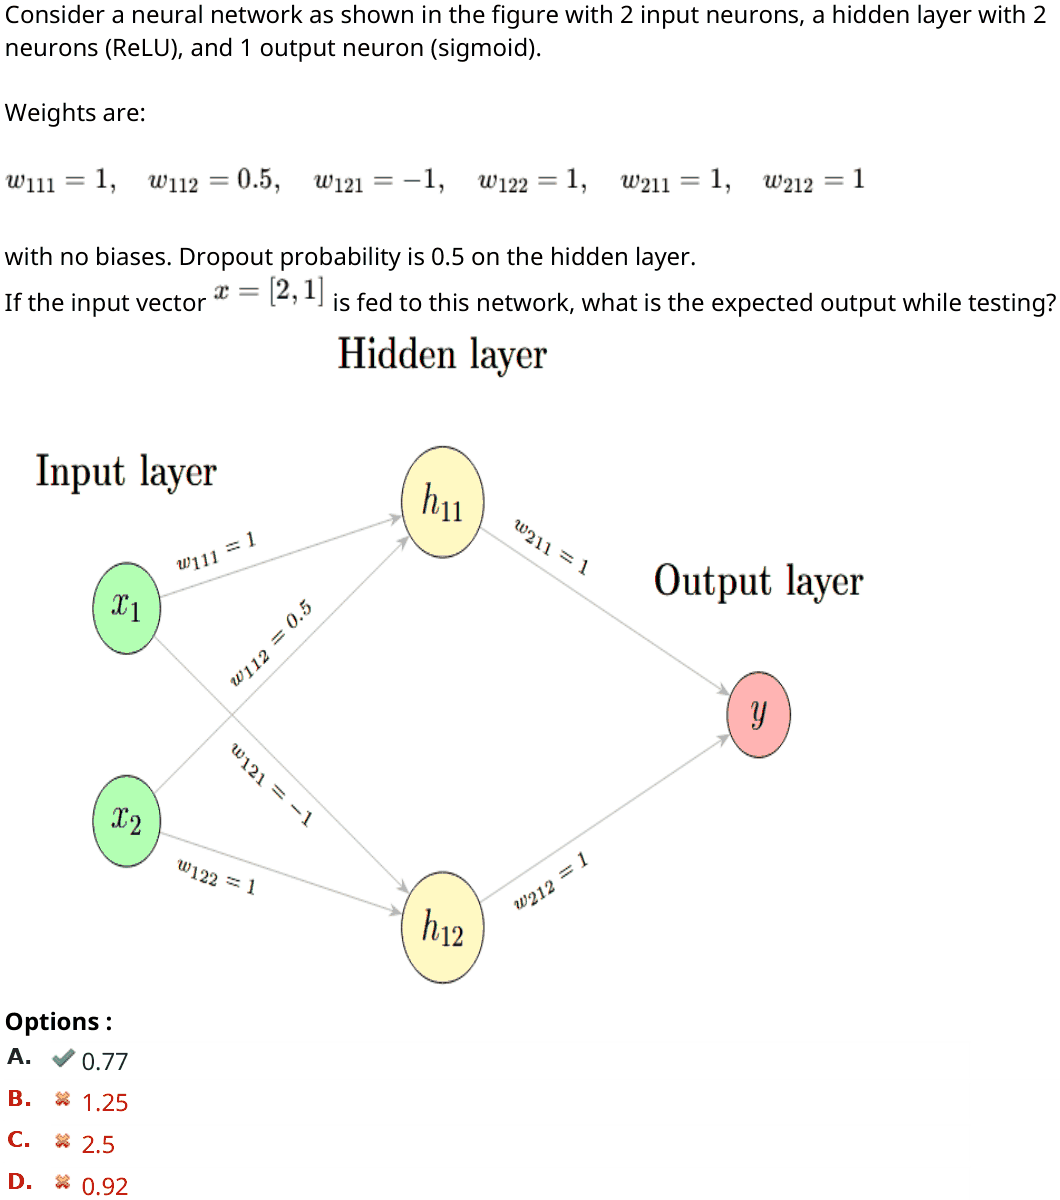 Consider a neural network as shown in the figure with 2 input neurons, a hidden layer with 2
neurons (ReLU), and 1 output neuron (sigmoid).
Weights are:
w₁₁₁ = 1, w₁₁₂ = 0.5, w₁₂₁ = −1, w₁₂₂ = 1, w₂₁₁ = 1, w₂₁₂ = 1
with no biases. Dropout probability is 0.5 on the hidden layer.
If the input vector x = [2, 1] is fed to this network, what is the expected output while testing?
Hidden layer
Input layer
h₁₁
w₁₁₁ = 1
w₂₁₁ = 1
Output layer
x₁
w₁₁₂ = 0.5
y
w₁₂₁ = −1
x₂
w₁₂₂ = 1
w₂₁₂ = 1
h₁₂
Options :
A. 0.77
B. 1.25
C. 2.5
D. 0.92